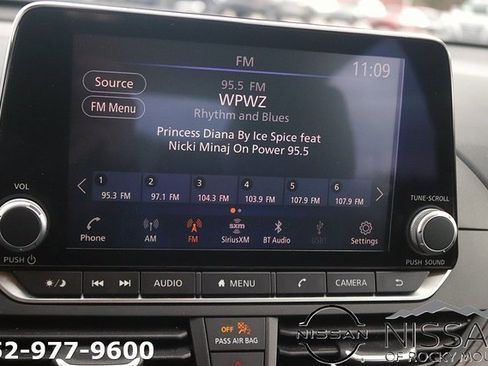 FM
11:09
Source
95.5 FM
FM Menu
WPWZ
Rhythm and Blues
Princess Diana By Ice Spice feat
Nicki Minaj On Power 95.5
1 2 3 4 5 6
95.3 FM 97.1 FM 104.3 FM 103.9 FM 107.9 FM 107.9 FM
VOL
TUNE·SCROLL
Phone AM FM sxm SiriusXM BT Audio USB Settings
PUSH
PUSH SOUND
AUDIO MENU CAMERA
OFF
PASS AIR BAG
52-977-9600
NISSAN
NISSA
OF ROCKY MOU